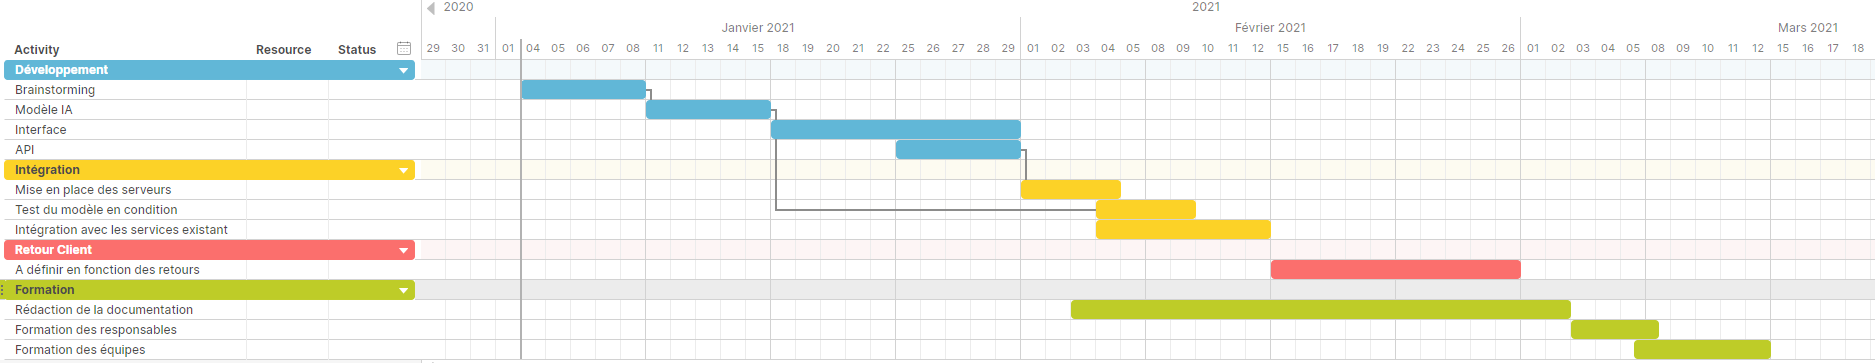 2020 2021
Janvier 2021 Février 2021 Mars 2021
Activity Resource Status 29 30 31 01 04 05 06 07 08 11 12 13 14 15 18 19 20 21 22 25 26 27 28 29 01 02 03 04 05 08 09 10 11 12 15 16 17 18 19 22 23 24 25 26 01 02 03 04 05 08 09 10 11 12 15 16 17 18
Développement
Brainstorming
Modèle IA
Interface
API
Intégration
Mise en place des serveurs
Test du modèle en condition
Intégration avec les services existant
Retour Client
A définir en fonction des retours
Formation
Rédaction de la documentation
Formation des responsables
Formation des équipes